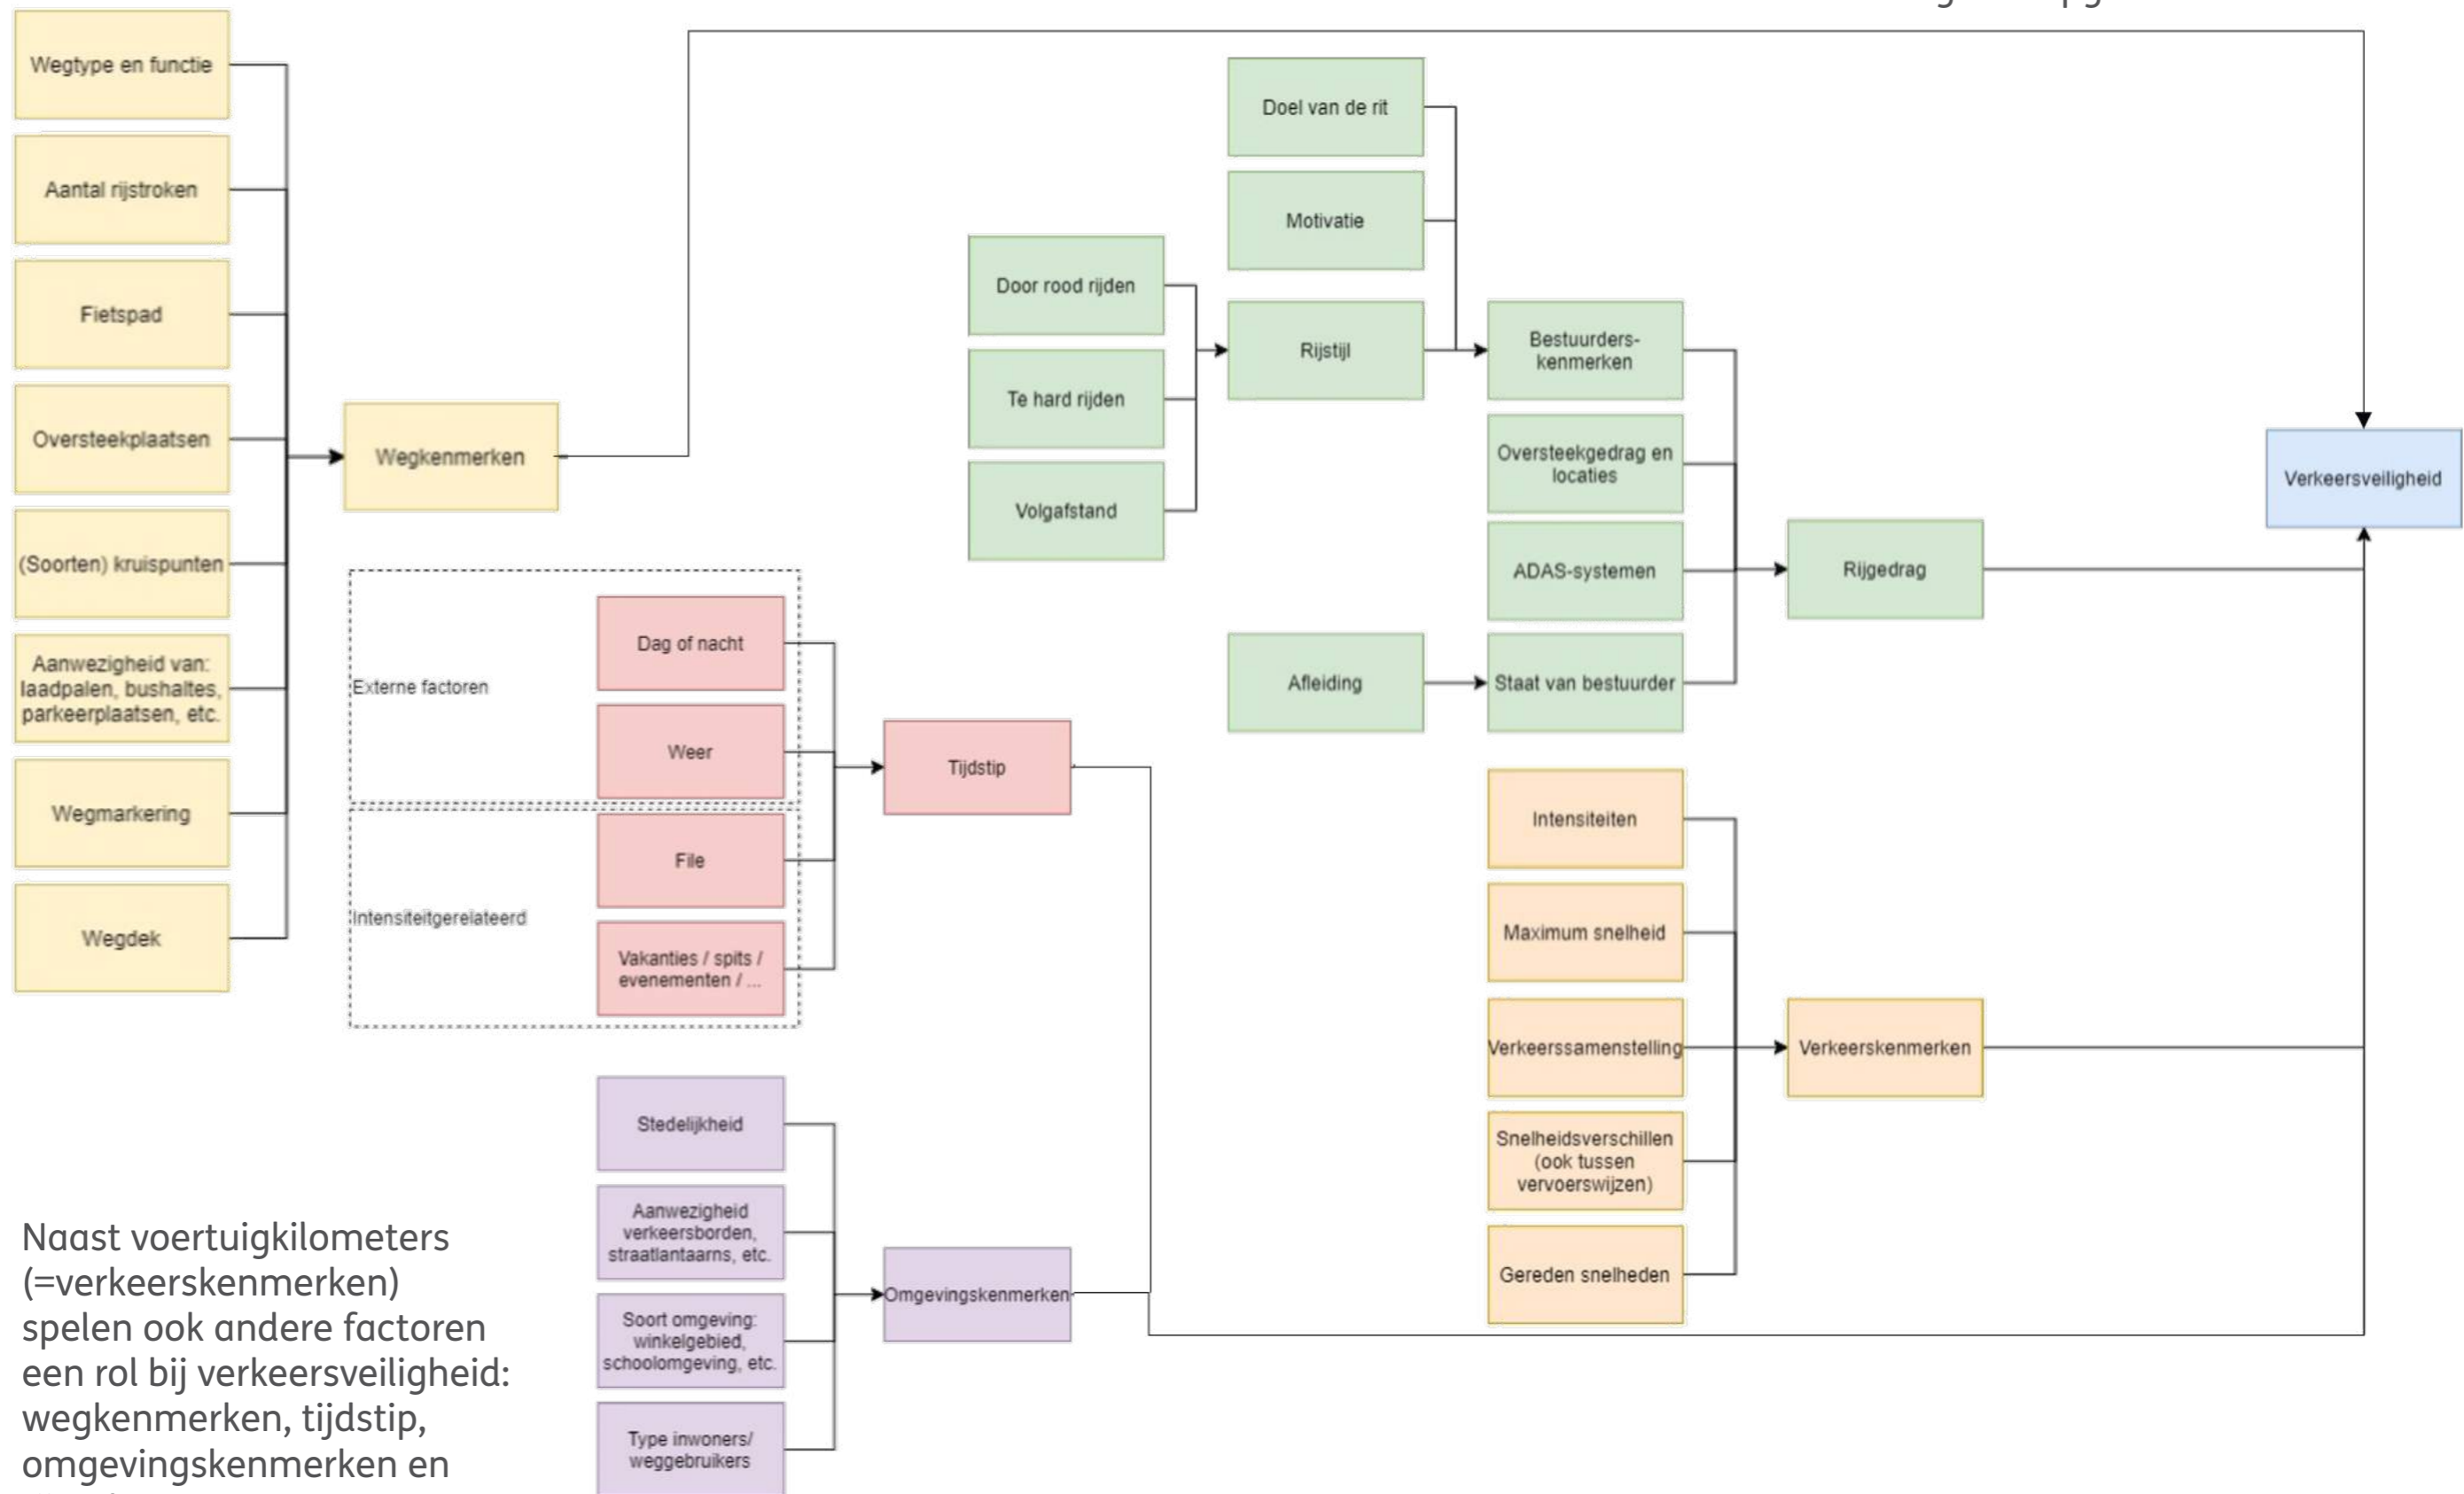 Wegtype en functie
Aantal rijstroken
Fietspad
Oversteekplaatsen
(Soorten) kruispunten
Aanwezigheid van:
laadpalen, bushaltes,
parkeerplaatsen, etc.
Wegmarkering
Wegdek
Wegkenmerken
Externe factoren
Dag of nacht
Weer
Intensiteitgerelateerd
File
Vakanties / spits /
evenementen / ...
Tijdstip
Stedelijkheid
Aanwezigheid
verkeersborden,
straatlantaarns, etc.
Soort omgeving:
winkelgebied,
schoolomgeving, etc.
Type inwoners/
weggebruikers
Omgevingskenmerken
Door rood rijden
Te hard rijden
Volgafstand
Doel van de rit
Motivatie
Rijstijl
Afleiding
Bestuurders-
kenmerken
Oversteekgedrag en
locaties
ADAS-systemen
Staat van bestuurder
Rijgedrag
Intensiteiten
Maximum snelheid
Verkeerssamenstelling
Snelheidsverschillen
(ook tussen
vervoerswijzen)
Gereden snelheden
Verkeerskenmerken
Verkeersveiligheid
Naast voertuigkilometers
(=verkeerskenmerken)
spelen ook andere factoren
een rol bij verkeersveiligheid:
wegkenmerken, tijdstip,
omgevingskenmerken en